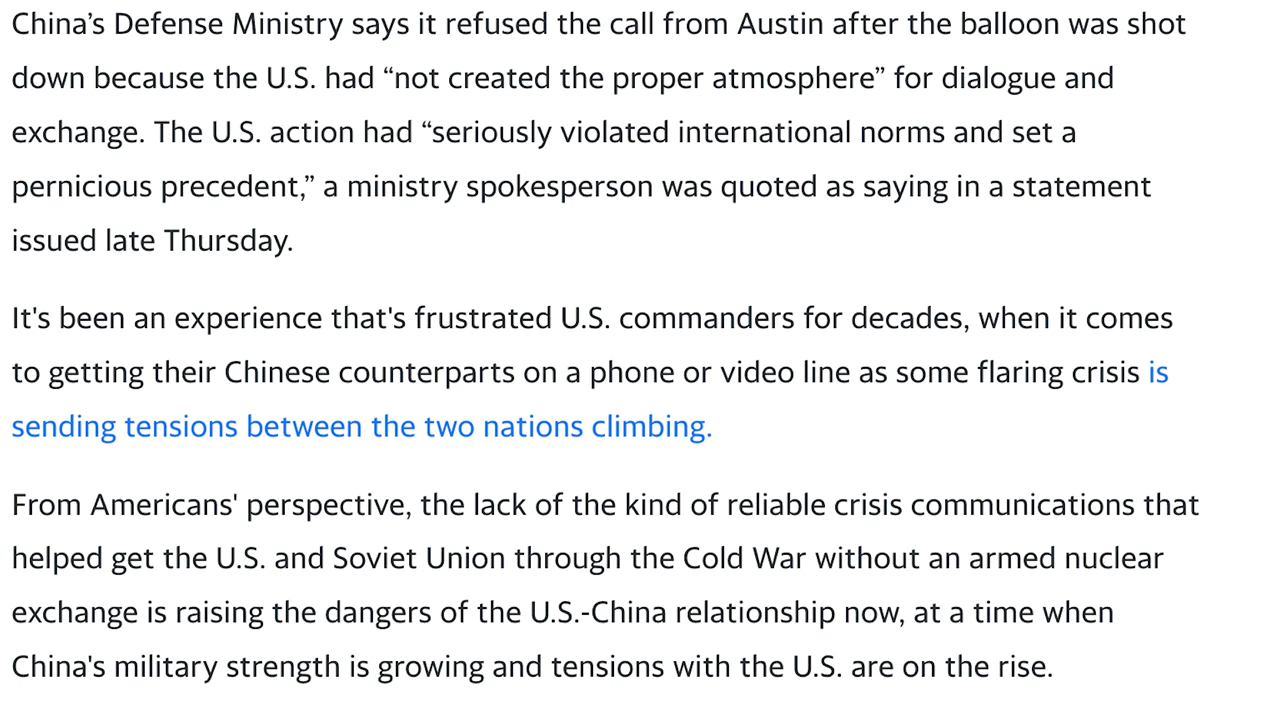 China’s Defense Ministry says it refused the call from Austin after the balloon was shot
down because the U.S. had “not created the proper atmosphere” for dialogue and
exchange. The U.S. action had “seriously violated international norms and set a
pernicious precedent,” a ministry spokesperson was quoted as saying in a statement
issued late Thursday.
It's been an experience that's frustrated U.S. commanders for decades, when it comes
to getting their Chinese counterparts on a phone or video line as some flaring crisis is
sending tensions between the two nations climbing.
From Americans' perspective, the lack of the kind of reliable crisis communications that
helped get the U.S. and Soviet Union through the Cold War without an armed nuclear
exchange is raising the dangers of the U.S.-China relationship now, at a time when
China's military strength is growing and tensions with the U.S. are on the rise.